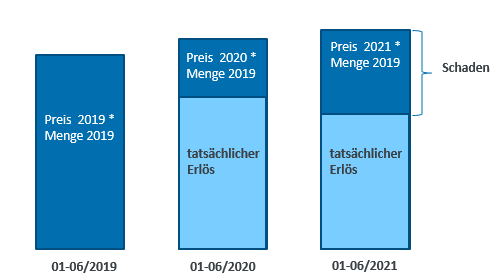 Preis 2019 *
Menge 2019
Preis 2020 *
Menge 2019
tatsächlicher
Erlös
Preis 2021 *
Menge 2019
tatsächlicher
Erlös
Schaden
01-06/2019
01-06/2020
01-06/2021